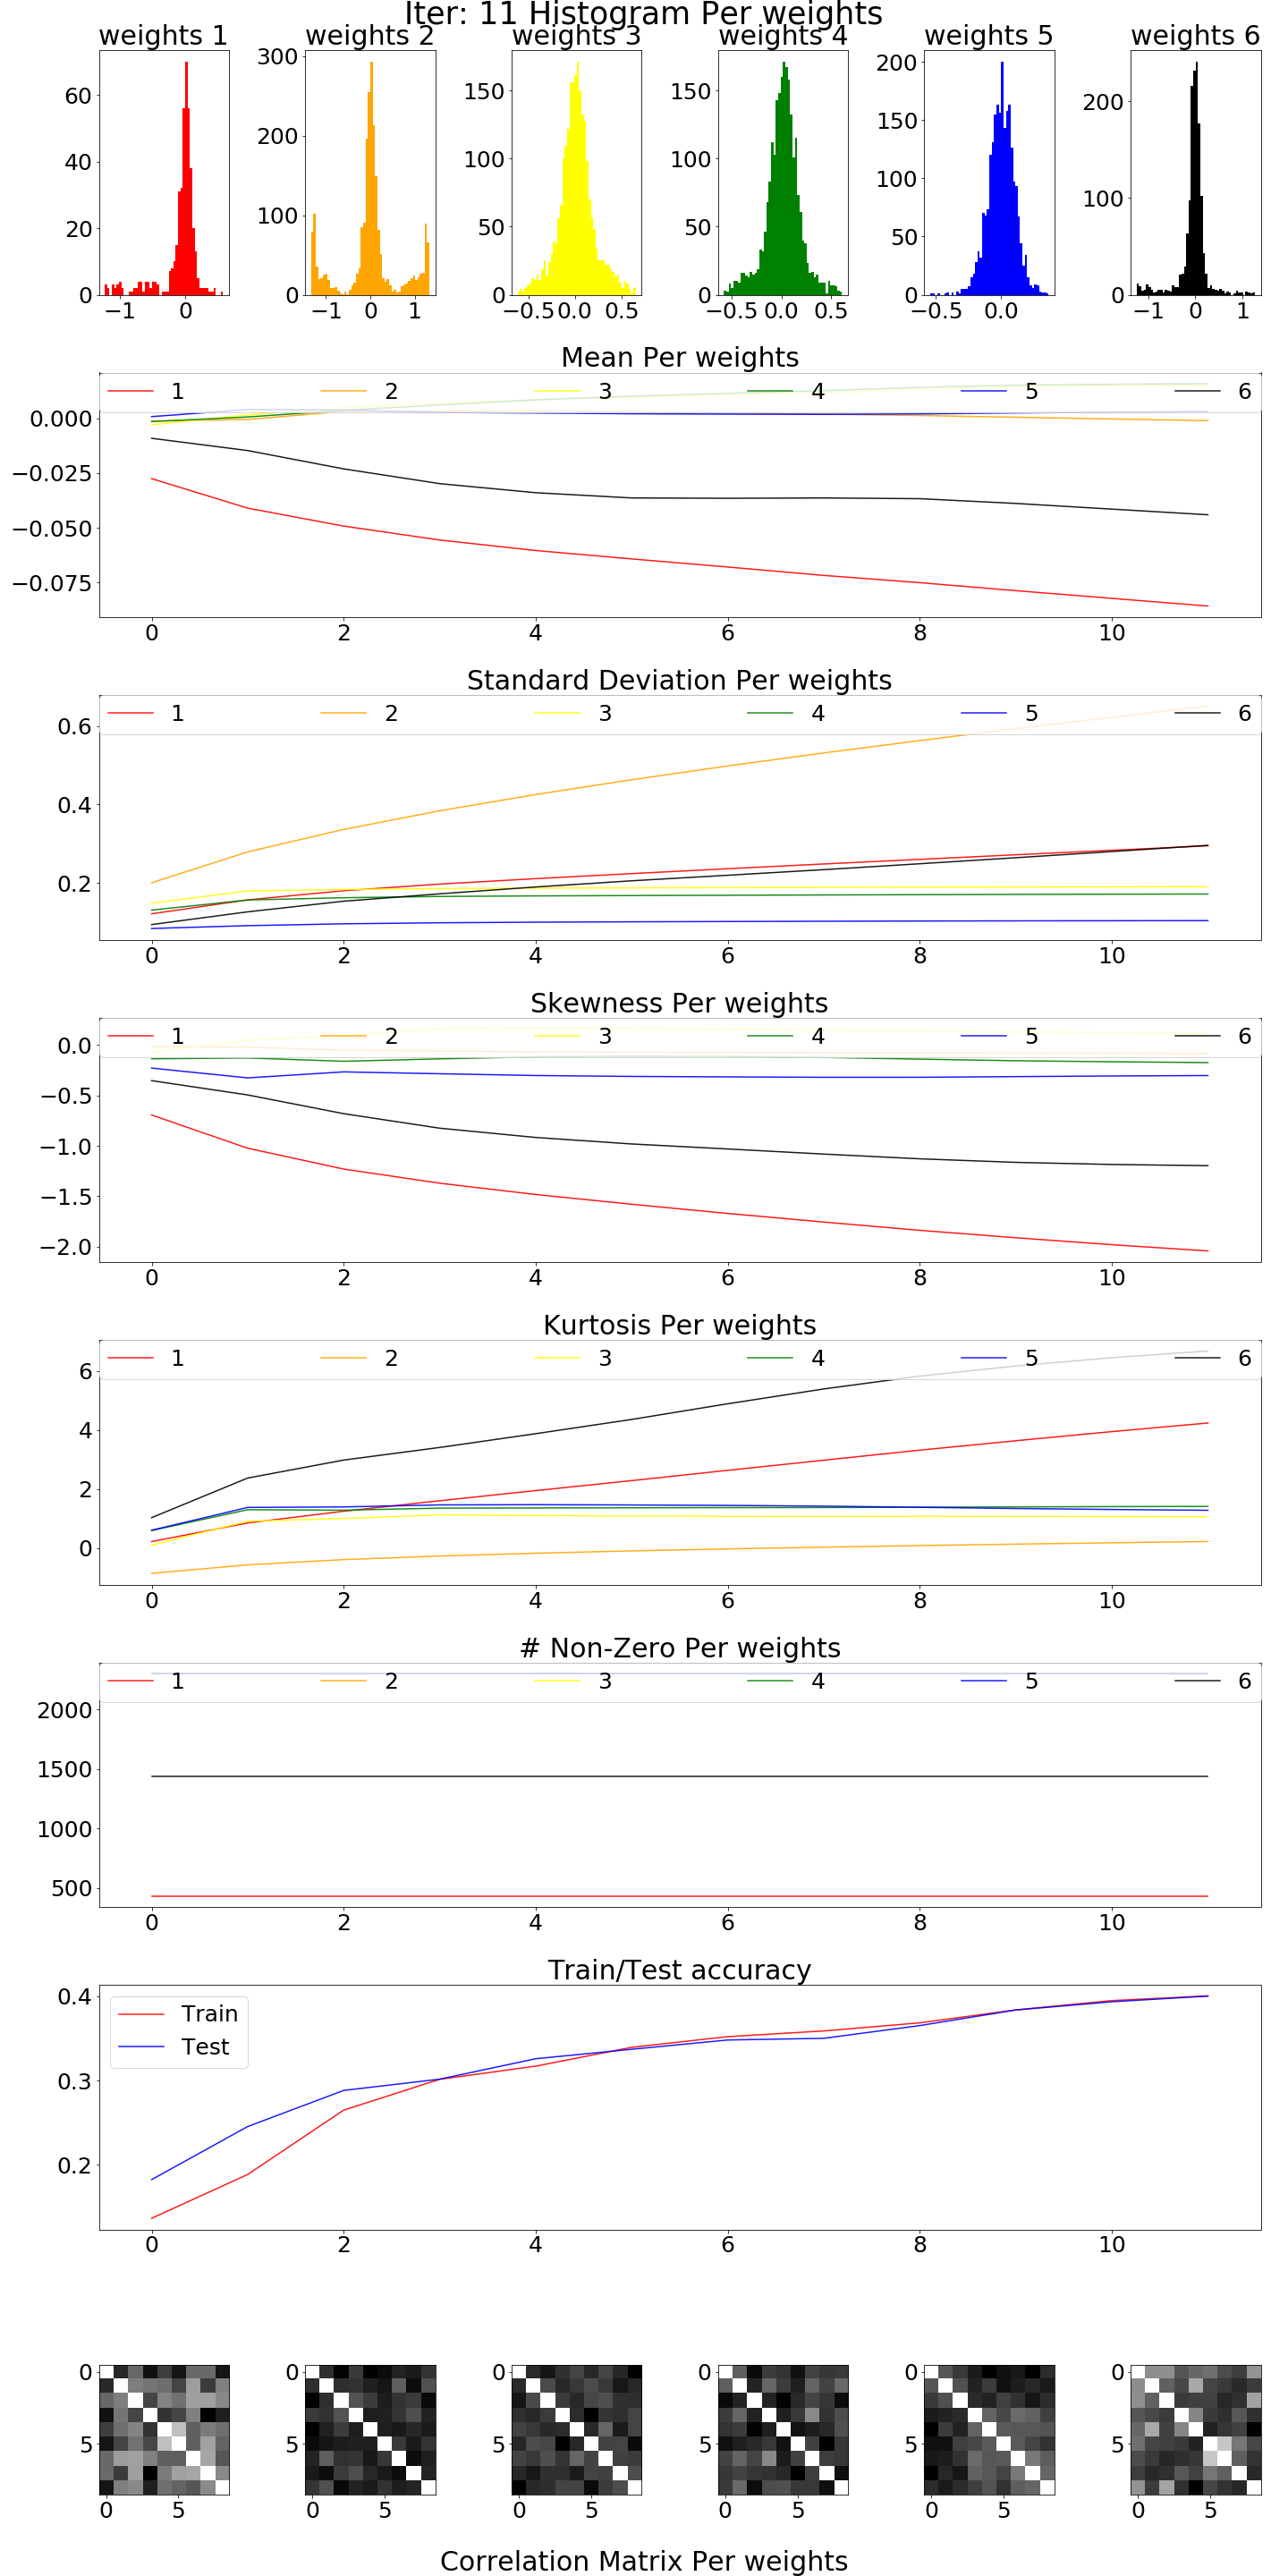 Iter: 11 Histogram Per weights
weights 1 weights 2 weights 3 weights 4 weights 5 weights 6
60 300 150 150 200 200
40 200 100 100 150 100
20 100 50 50 100 0
0 0 0 0 50
0
−1 0 −1 0 1 −0.5 0.0 0.5 −0.5 0.0 0.5 −0.5 0.0 −1 0 1
Mean Per weights
1 2 3 4 5 6
0.000
−0.025
−0.050
−0.075
0 2 4 6 8 10
Standard Deviation Per weights
1 2 3 4 5 6
0.6
0.4
0.2
0 2 4 6 8 10
Skewness Per weights
1 2 3 4 5 6
0.0
−0.5
−1.0
−1.5
−2.0
0 2 4 6 8 10
Kurtosis Per weights
1 2 3 4 5 6
6
4
2
0
0 2 4 6 8 10
# Non-Zero Per weights
1 2 3 4 5 6
2000
1500
1000
500
0 2 4 6 8 10
Train/Test accuracy
0.4
Train
Test
0.3
0.2
0 2 4 6 8 10
0 0 0 0 0 0
5 5 5 5 5 5
0 5 0 5 0 5 0 5 0 5 0 5
Correlation Matrix Per weights